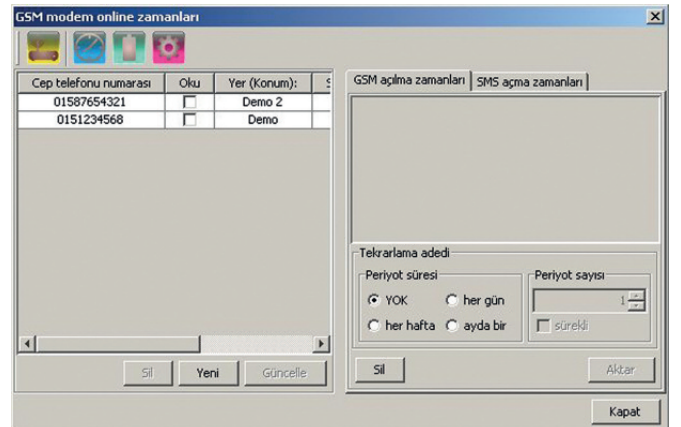 GSM modem online zamanları
Cep telefonu numarası Oku Yer (Konum):
01587654321 Demo 2
0151234568 Demo
Sil Yeni Güncelle
GSM açılma zamanları SMS açma zamanları
Tekrarlama adedi
Periyot süresi Periyot sayısı
YOK her gün 1
her hafta ayda bir sürekli
Sil Aktar
Kapat